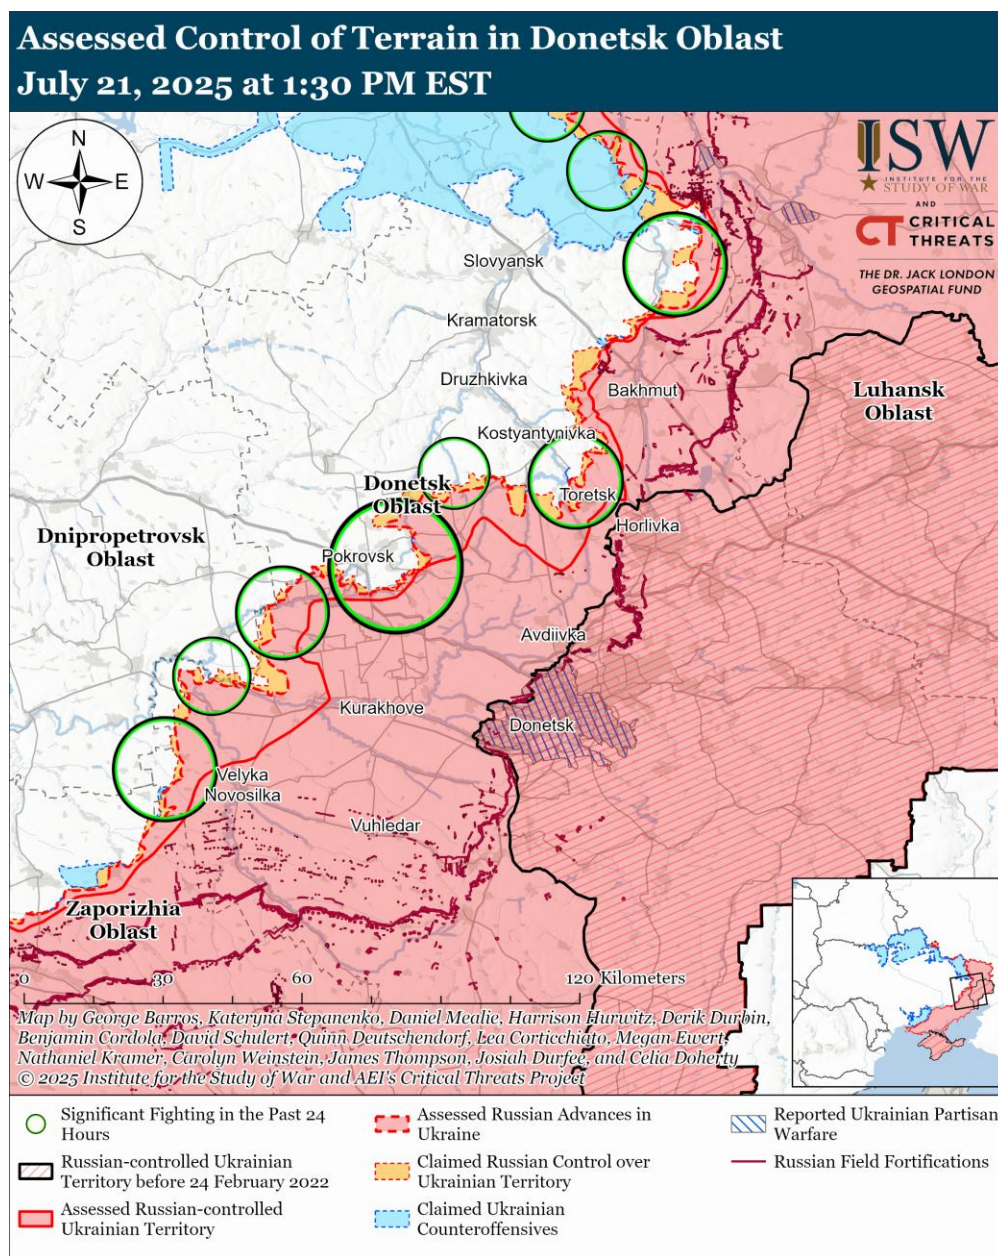 Assessed Control of Terrain in Donetsk Oblast
July 21, 2025 at 1:30 PM EST
N
W
E
S
ISW
INSTITUTE FOR THE
STUDY OF WAR
AND
CT CRITICAL
THREATS
THE DR. JACK LONDON
GEOSPATIAL FUND
Slovyansk
Kramatorsk
Druzhkivka
Bakhmut
Luhansk
Oblast
Kostyantynivka
Donetsk
Oblast
Toretsk
Horlivka
Dnipropetrovsk
Oblast
Pokrovsk
Avdiivka
Kurakhove
Donetsk
Velyka
Novosilka
Vuhledar
Zaporizhia
Oblast
0 30 60 120 Kilometers
Map by George Barros, Kateryna Stepanenko, Daniel Mealie, Harrison Hurwitz, Derik Durbin,
Benjamin Cordola, David Schulert, Quinn Deutschendorf, Lea Corticchiato, Megan Ewert,
Nathaniel Kramer, Carolyn Weinstein, James Thompson, Josiah Durfee, and Celia Doherty
© 2025 Institute for the Study of War and AEI's Critical Threats Project
Significant Fighting in the Past 24
Hours
Russian-controlled Ukrainian
Territory before 24 February 2022
Assessed Russian-controlled
Ukrainian Territory
Assessed Russian Advances in
Ukraine
Claimed Russian Control over
Ukrainian Territory
Claimed Ukrainian
Counteroffensives
Reported Ukrainian Partisan
Warfare
Russian Field Fortifications